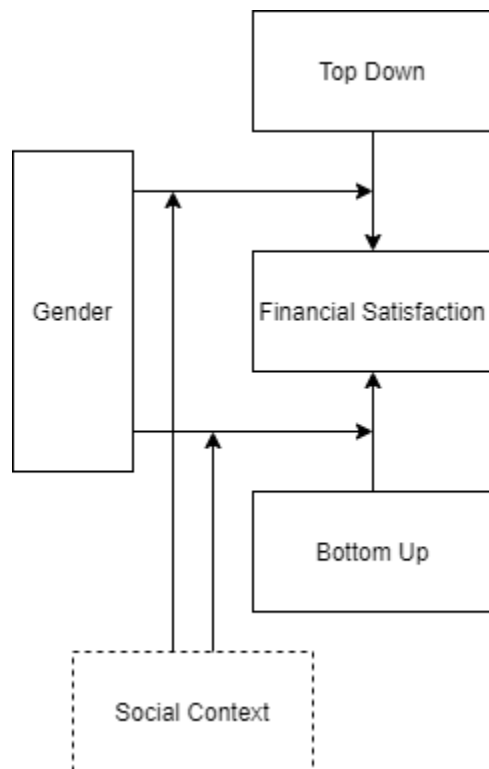 Top Down
Gender
Financial Satisfaction
Bottom Up
Social Context